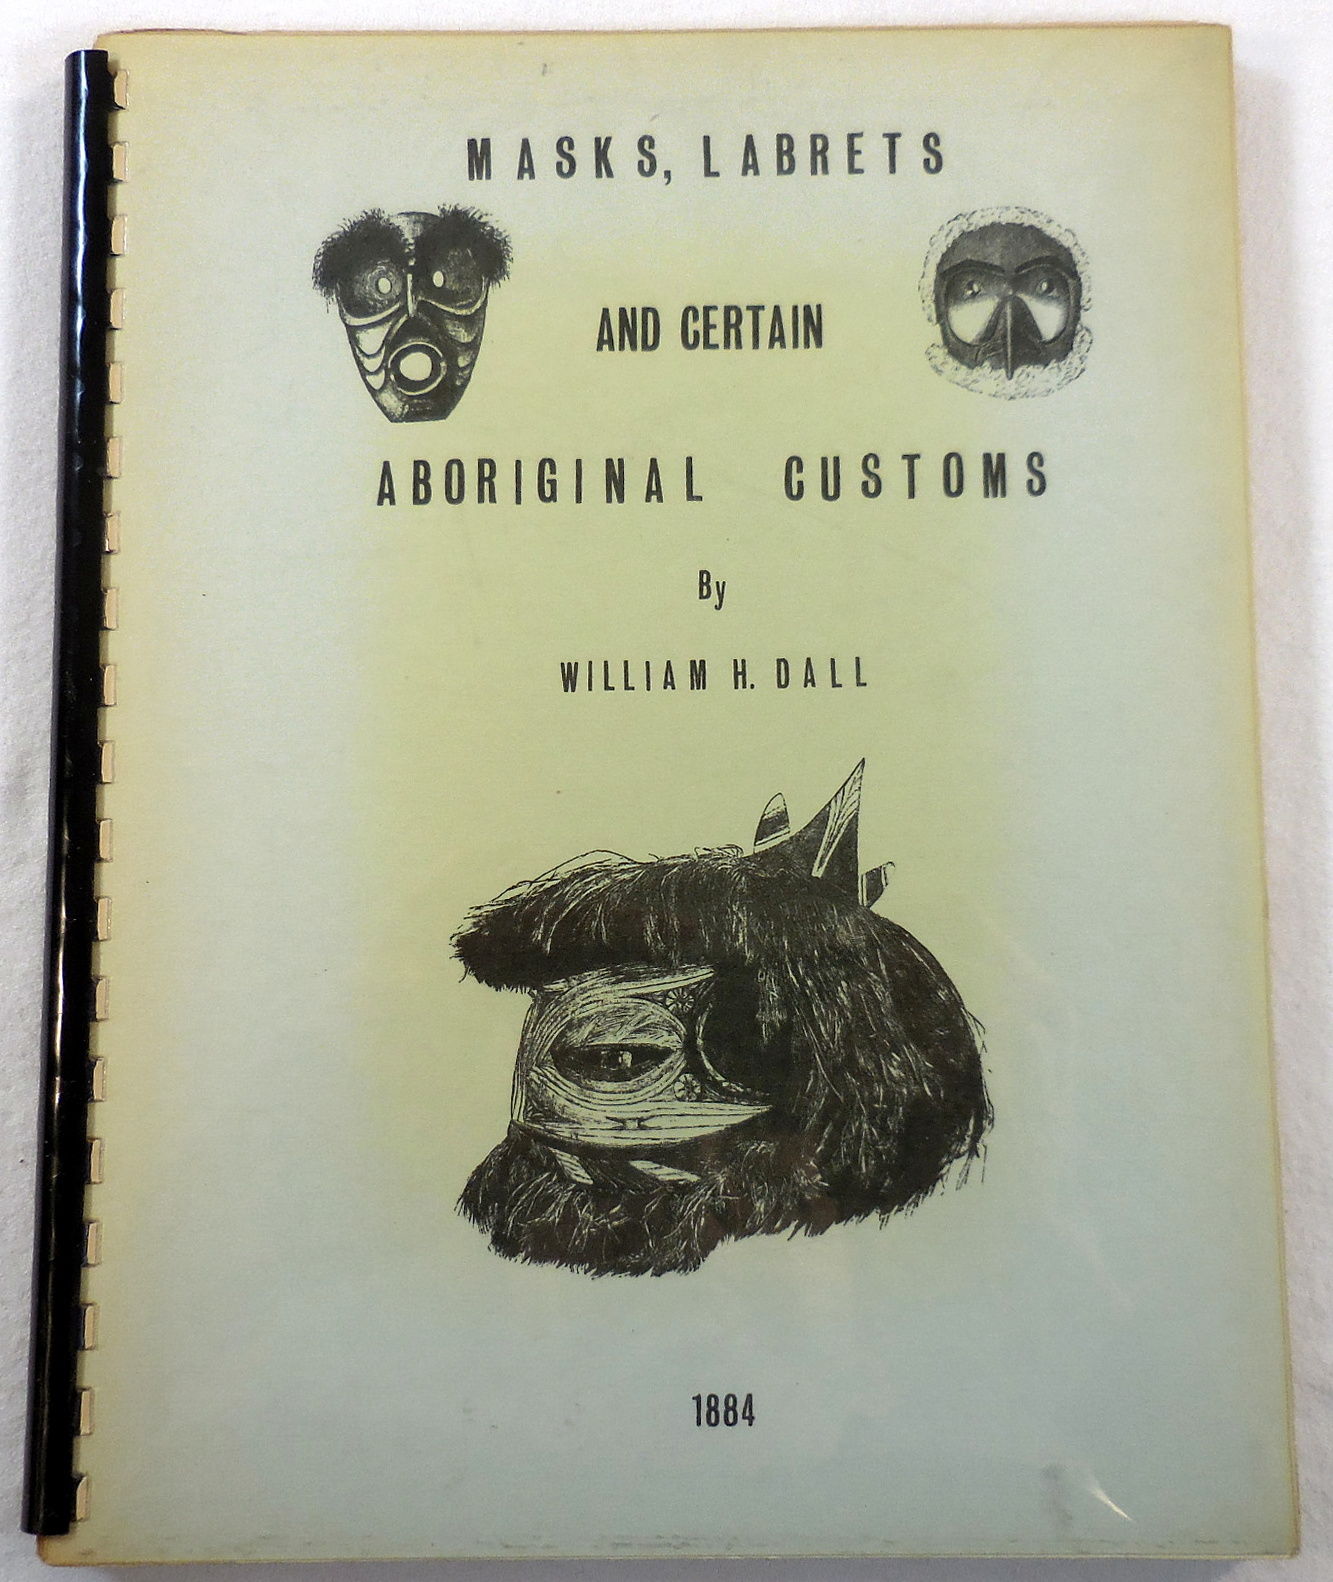 MASKS, LABRETS
AND CERTAIN
ABORIGINAL CUSTOMS
By
WILLIAM H. DALL
1884